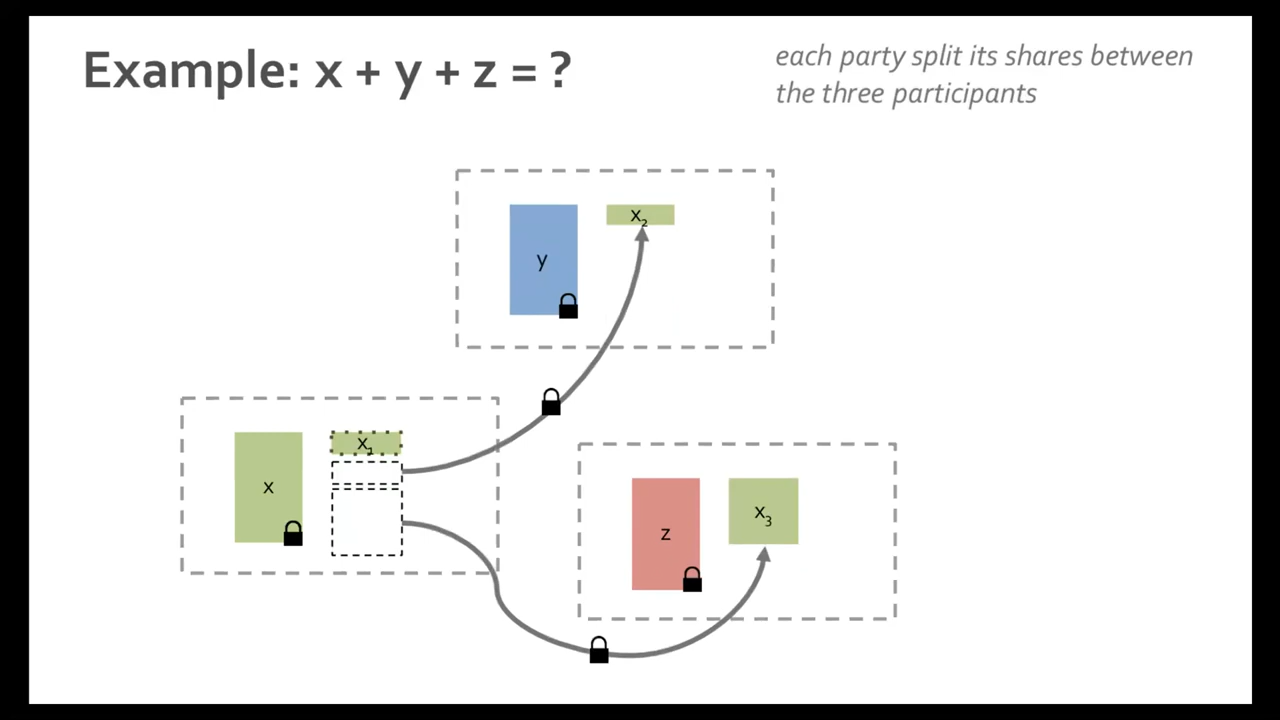 Example: x + y + z = ?
each party split its shares between
the three participants
y
x2
x
x1
z
x3